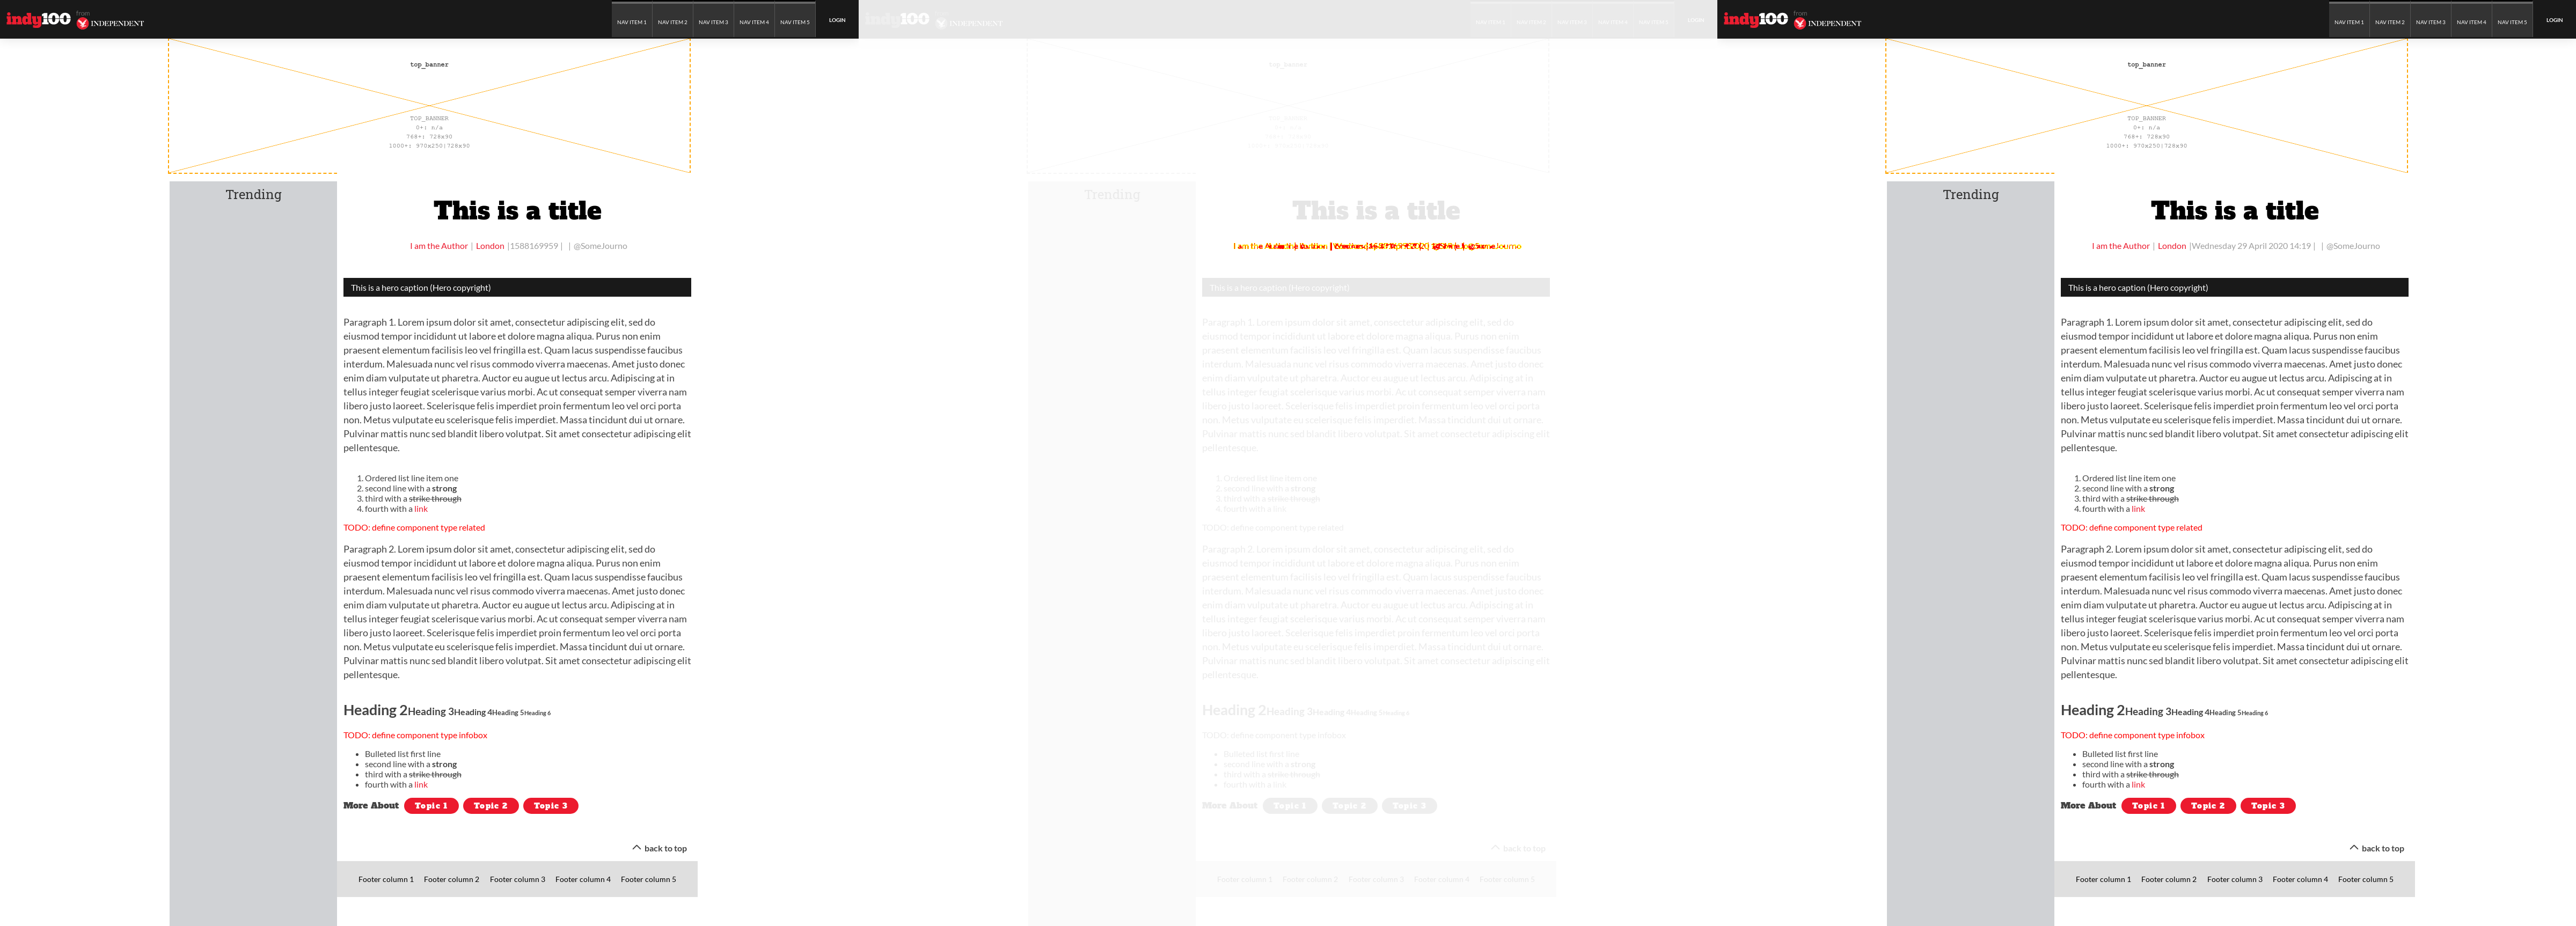 indy100 from INDEPENDENT
NAV ITEM 1 NAV ITEM 2 NAV ITEM 3 NAV ITEM 4 NAV ITEM 5 LOGIN
top_banner
TOP_BANNER
0+: n/a
768+: 728x90
1000+: 970x250|728x90
Trending
This is a title
I am the Author | London |1588169959 | | @SomeJourno
This is a hero caption (Hero copyright)
Paragraph 1. Lorem ipsum dolor sit amet, consectetur adipiscing elit, sed do
eiusmod tempor incididunt ut labore et dolore magna aliqua. Purus non enim
praesent elementum facilisis leo vel fringilla est. Quam lacus suspendisse faucibus
interdum. Malesuada nunc vel risus commodo viverra maecenas. Amet justo donec
enim diam vulputate ut pharetra. Auctor eu augue ut lectus arcu. Adipiscing at in
tellus integer feugiat scelerisque varius morbi. Ac ut consequat semper viverra nam
libero justo laoreet. Scelerisque felis imperdiet proin fermentum leo vel orci porta
non. Metus vulputate eu scelerisque felis imperdiet. Massa tincidunt dui ut ornare.
Pulvinar mattis nunc sed blandit libero volutpat. Sit amet consectetur adipiscing elit
pellentesque.
1. Ordered list line item one
2. second line with a strong
3. third with a strike through
4. fourth with a link
TODO: define component type related
Paragraph 2. Lorem ipsum dolor sit amet, consectetur adipiscing elit, sed do
eiusmod tempor incididunt ut labore et dolore magna aliqua. Purus non enim
praesent elementum facilisis leo vel fringilla est. Quam lacus suspendisse faucibus
interdum. Malesuada nunc vel risus commodo viverra maecenas. Amet justo donec
enim diam vulputate ut pharetra. Auctor eu augue ut lectus arcu. Adipiscing at in
tellus integer feugiat scelerisque varius morbi. Ac ut consequat semper viverra nam
libero justo laoreet. Scelerisque felis imperdiet proin fermentum leo vel orci porta
non. Metus vulputate eu scelerisque felis imperdiet. Massa tincidunt dui ut ornare.
Pulvinar mattis nunc sed blandit libero volutpat. Sit amet consectetur adipiscing elit
pellentesque.
Heading 2Heading 3Heading 4Heading 5Heading 6
TODO: define component type infobox
• Bulleted list first line
• second line with a strong
• third with a strike through
• fourth with a link
More About Topic 1 Topic 2 Topic 3
back to top
Footer column 1 Footer column 2 Footer column 3 Footer column 4 Footer column 5
indy100 INDEPENDENT
top_banner
Trending
This is a title
This is a hero caption (Hero copyright)
Paragraph 1. Lorem ipsum dolor sit amet, consectetur adipiscing elit, sed do
eiusmod tempor incididunt ut labore et dolore magna aliqua. Purus non enim
praesent elementum facilisis leo vel fringilla est. Quam lacus suspendisse faucibus
interdum. Malesuada nunc vel risus commodo viverra maecenas. Amet justo donec
enim diam vulputate ut pharetra. Auctor eu augue ut lectus arcu. Adipiscing at in
tellus integer feugiat scelerisque varius morbi. Ac ut consequat semper viverra nam
libero justo laoreet. Scelerisque felis imperdiet proin fermentum leo vel orci porta
non. Metus vulputate eu scelerisque felis imperdiet. Massa tincidunt dui ut ornare.
Pulvinar mattis nunc sed blandit libero volutpat. Sit amet consectetur adipiscing elit
pellentesque.
1. Ordered list line item one
2. second line with a strong
3. third with a strike through
4. fourth with a link
TODO: define component type related
Paragraph 2. Lorem ipsum dolor sit amet, consectetur adipiscing elit, sed do
eiusmod tempor incididunt ut labore et dolore magna aliqua. Purus non enim
praesent elementum facilisis leo vel fringilla est. Quam lacus suspendisse faucibus
interdum. Malesuada nunc vel risus commodo viverra maecenas. Amet justo donec
enim diam vulputate ut pharetra. Auctor eu augue ut lectus arcu. Adipiscing at in
tellus integer feugiat scelerisque varius morbi. Ac ut consequat semper viverra nam
libero justo laoreet. Scelerisque felis imperdiet proin fermentum leo vel orci porta
non. Metus vulputate eu scelerisque felis imperdiet. Massa tincidunt dui ut ornare.
Pulvinar mattis nunc sed blandit libero volutpat. Sit amet consectetur adipiscing elit
pellentesque.
Heading 2Heading 3Heading 4Heading 5Heading 6
TODO: define component type infobox
• Bulleted list first line
• second line with a strong
• third with a strike through
• fourth with a link
More About Topic 1 Topic 2 Topic 3
back to top
Footer column 1 Footer column 2 Footer column 3 Footer column 4 Footer column 5
indy100 from INDEPENDENT
NAV ITEM 1 NAV ITEM 2 NAV ITEM 3 NAV ITEM 4 NAV ITEM 5 LOGIN
top_banner
TOP_BANNER
0+: n/a
768+: 728x90
1000+: 970x250|728x90
Trending
This is a title
I am the Author | London |Wednesday 29 April 2020 14:19 | | @SomeJourno
This is a hero caption (Hero copyright)
Paragraph 1. Lorem ipsum dolor sit amet, consectetur adipiscing elit, sed do
eiusmod tempor incididunt ut labore et dolore magna aliqua. Purus non enim
praesent elementum facilisis leo vel fringilla est. Quam lacus suspendisse faucibus
interdum. Malesuada nunc vel risus commodo viverra maecenas. Amet justo donec
enim diam vulputate ut pharetra. Auctor eu augue ut lectus arcu. Adipiscing at in
tellus integer feugiat scelerisque varius morbi. Ac ut consequat semper viverra nam
libero justo laoreet. Scelerisque felis imperdiet proin fermentum leo vel orci porta
non. Metus vulputate eu scelerisque felis imperdiet. Massa tincidunt dui ut ornare.
Pulvinar mattis nunc sed blandit libero volutpat. Sit amet consectetur adipiscing elit
pellentesque.
1. Ordered list line item one
2. second line with a strong
3. third with a strike through
4. fourth with a link
TODO: define component type related
Paragraph 2. Lorem ipsum dolor sit amet, consectetur adipiscing elit, sed do
eiusmod tempor incididunt ut labore et dolore magna aliqua. Purus non enim
praesent elementum facilisis leo vel fringilla est. Quam lacus suspendisse faucibus
interdum. Malesuada nunc vel risus commodo viverra maecenas. Amet justo donec
enim diam vulputate ut pharetra. Auctor eu augue ut lectus arcu. Adipiscing at in
tellus integer feugiat scelerisque varius morbi. Ac ut consequat semper viverra nam
libero justo laoreet. Scelerisque felis imperdiet proin fermentum leo vel orci porta
non. Metus vulputate eu scelerisque felis imperdiet. Massa tincidunt dui ut ornare.
Pulvinar mattis nunc sed blandit libero volutpat. Sit amet consectetur adipiscing elit
pellentesque.
Heading 2Heading 3Heading 4Heading 5Heading 6
TODO: define component type infobox
• Bulleted list first line
• second line with a strong
• third with a strike through
• fourth with a link
More About Topic 1 Topic 2 Topic 3
back to top
Footer column 1 Footer column 2 Footer column 3 Footer column 4 Footer column 5